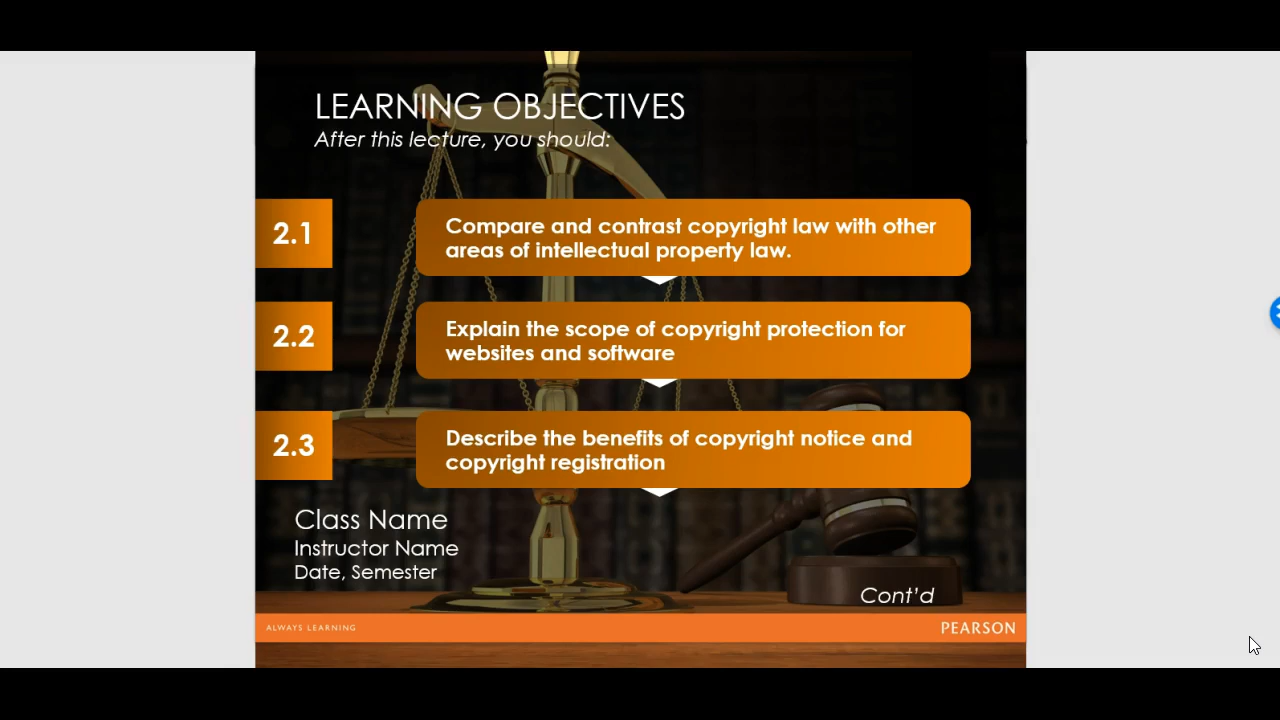 LEARNING OBJECTIVES
After this lecture, you should:
2.1
Compare and contrast copyright law with other
areas of intellectual property law.
2.2
Explain the scope of copyright protection for
websites and software
2.3
Describe the benefits of copyright notice and
copyright registration
Class Name
Instructor Name
Date, Semester
Cont’d
ALWAYS LEARNING
PEARSON